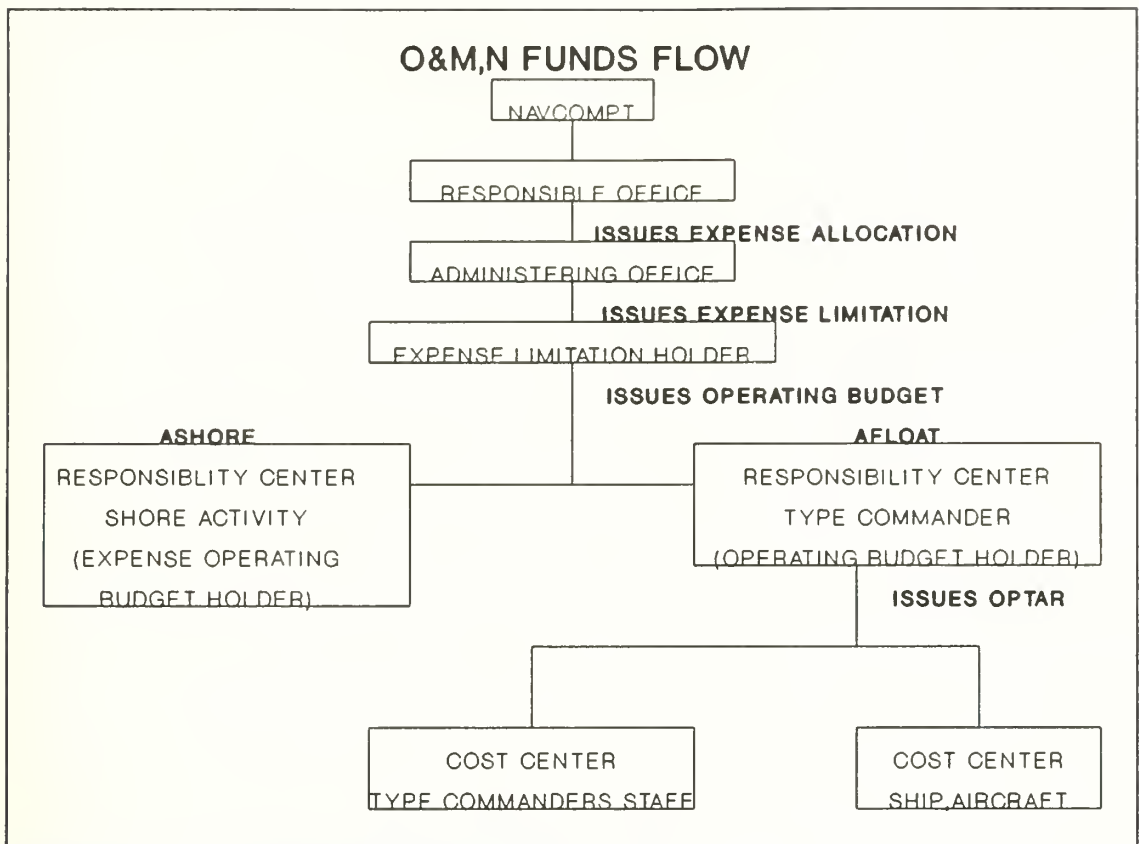 O&M,N FUNDS FLOW
NAVCOMPT
RESPONSIBLE OFFICE
ISSUES EXPENSE ALLOCATION
ADMINISTERING OFFICE
ISSUES EXPENSE LIMITATION
EXPENSE LIMITATION HOLDER
ISSUES OPERATING BUDGET
ASHORE
RESPONSIBLITY CENTER
SHORE ACTIVITY
(EXPENSE OPERATING
BUDGET HOLDER)
AFLOAT
RESPONSIBILITY CENTER
TYPE COMMANDER
(OPERATING BUDGET HOLDER)
ISSUES OPTAR
COST CENTER
TYPE COMMANDERS STAFF
COST CENTER
SHIP,AIRCRAFT